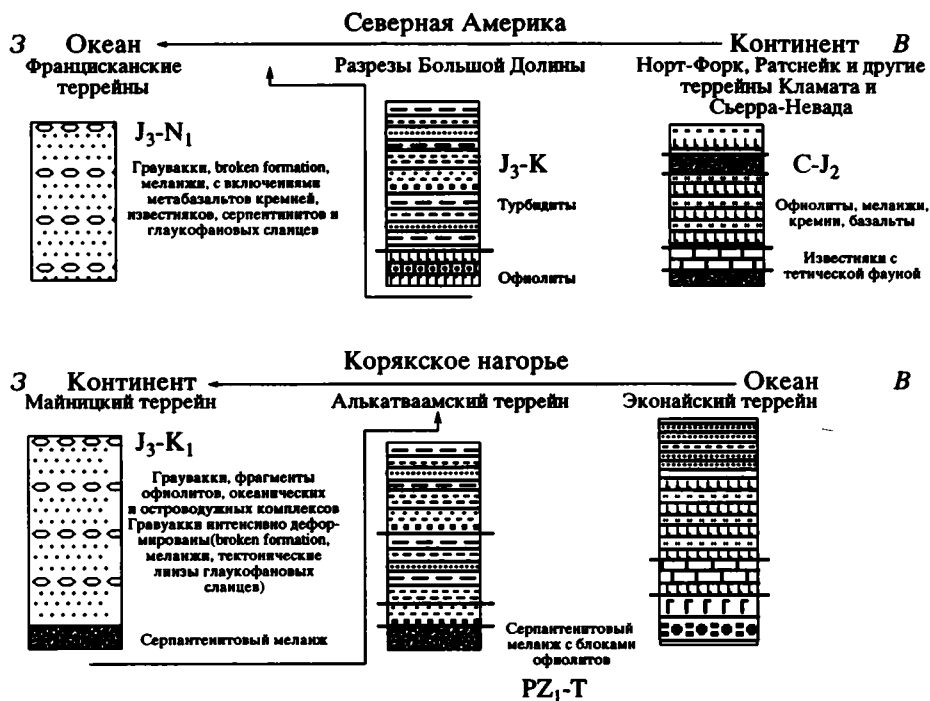 Северная Америка
З Океан Континент В
Францисканские
террейны
Разрезы Большой Долины
Норт-Форк, Ратснейк и другие
террейны Кламата и
Сьерра-Невада
J₃-N₁
Граувакки, broken formation,
меланжи, с включениями
метабазальтов кремней,
известняков, серпентинитов и
глаукофановых сланцев
J₃-K
Турбидиты
Офиолиты
C-J₂
Офиолиты, меланжи,
кремни, базальты
Известняки с
тетической фауной
Корякское нагорье
З Континент Океан В
Майницкий террейн
Алькатваамский террейн
Эконайский террейн
J₃-K₁
Граувакки, фрагменты
офиолитов, океанических
и островодужных комплексов
Гравуакки интенсивно дефор-
мированы(broken formation,
меланжи, тектонические
линзы глаукофановых
сланцев)
Серпантенитовый меланж
Серпантенитовый
меланж с блоками
офиолитов
PZ₁-T